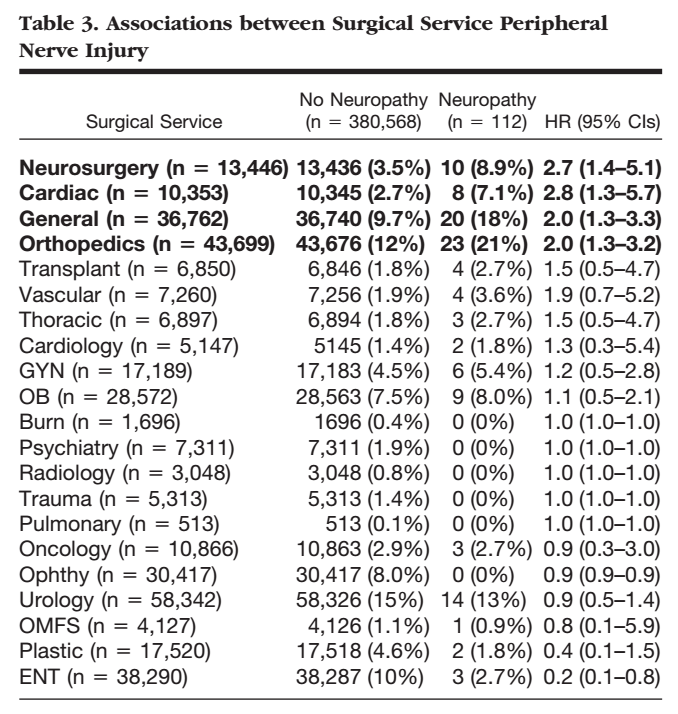 Table 3. Associations between Surgical Service Peripheral
Nerve Injury
No Neuropathy Neuropathy
Surgical Service (n = 380,568) (n = 112) HR (95% CIs)
Neurosurgery (n = 13,446) 13,436 (3.5%) 10 (8.9%) 2.7 (1.4–5.1)
Cardiac (n = 10,353) 10,345 (2.7%) 8 (7.1%) 2.8 (1.3–5.7)
General (n = 36,762) 36,740 (9.7%) 20 (18%) 2.0 (1.3–3.3)
Orthopedics (n = 43,699) 43,676 (12%) 23 (21%) 2.0 (1.3–3.2)
Transplant (n = 6,850) 6,846 (1.8%) 4 (2.7%) 1.5 (0.5–4.7)
Vascular (n = 7,260) 7,256 (1.9%) 4 (3.6%) 1.9 (0.7–5.2)
Thoracic (n = 6,897) 6,894 (1.8%) 3 (2.7%) 1.5 (0.5–4.7)
Cardiology (n = 5,147) 5145 (1.4%) 2 (1.8%) 1.3 (0.3–5.4)
GYN (n = 17,189) 17,183 (4.5%) 6 (5.4%) 1.2 (0.5–2.8)
OB (n = 28,572) 28,563 (7.5%) 9 (8.0%) 1.1 (0.5–2.1)
Burn (n = 1,696) 1696 (0.4%) 0 (0%) 1.0 (1.0–1.0)
Psychiatry (n = 7,311) 7,311 (1.9%) 0 (0%) 1.0 (1.0–1.0)
Radiology (n = 3,048) 3,048 (0.8%) 0 (0%) 1.0 (1.0–1.0)
Trauma (n = 5,313) 5,313 (1.4%) 0 (0%) 1.0 (1.0–1.0)
Pulmonary (n = 513) 513 (0.1%) 0 (0%) 1.0 (1.0–1.0)
Oncology (n = 10,866) 10,863 (2.9%) 3 (2.7%) 0.9 (0.3–3.0)
Ophthy (n = 30,417) 30,417 (8.0%) 0 (0%) 0.9 (0.9–0.9)
Urology (n = 58,342) 58,326 (15%) 14 (13%) 0.9 (0.5–1.4)
OMFS (n = 4,127) 4,126 (1.1%) 1 (0.9%) 0.8 (0.1–5.9)
Plastic (n = 17,520) 17,518 (4.6%) 2 (1.8%) 0.4 (0.1–1.5)
ENT (n = 38,290) 38,287 (10%) 3 (2.7%) 0.2 (0.1–0.8)